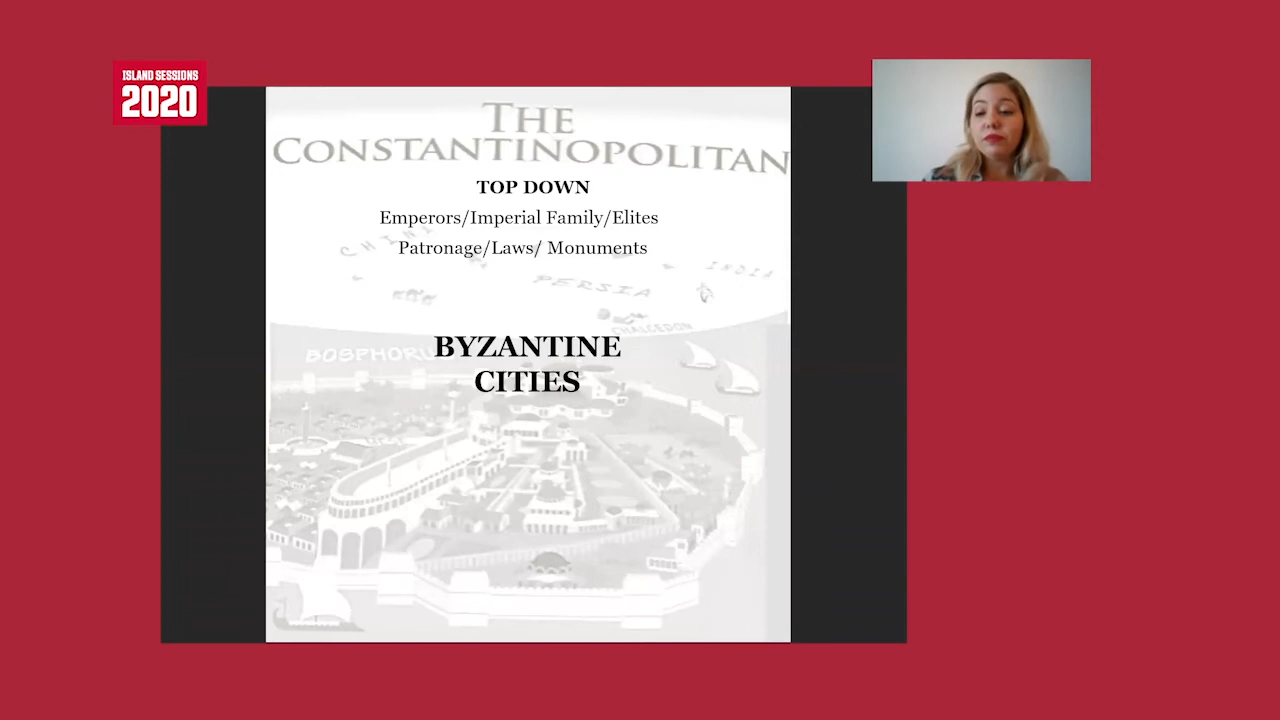 ISLAND SESSIONS
2020
THE
CONSTANTINOPOLITAN
TOP DOWN
Emperors/Imperial Family/Elites
Patronage/Laws/ Monuments
CHINA
INDIA
PERSIA
CHALCEDON
BOSPHORUS
BYZANTINE
CITIES